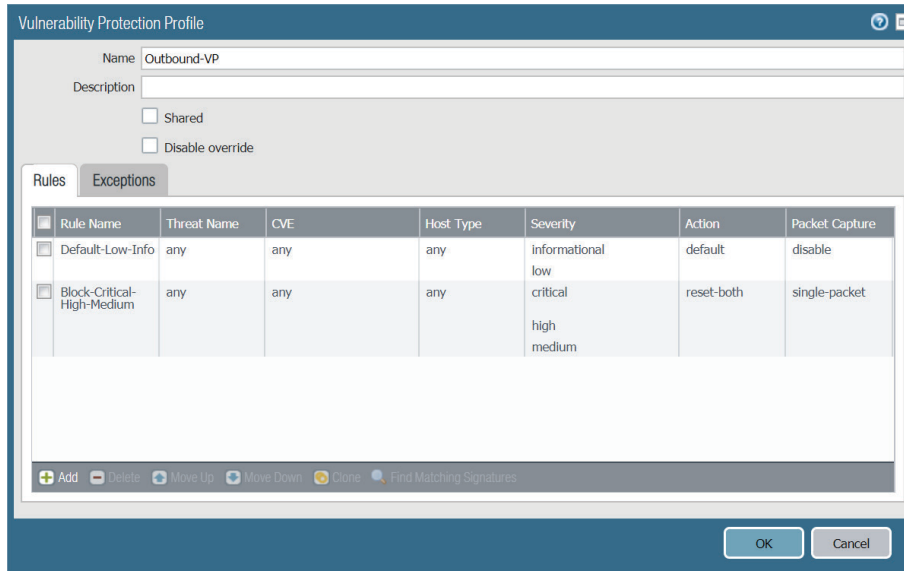 Vulnerability Protection Profile
Name Outbound-VP
Description
Shared
Disable override
Rules Exceptions
Rule Name Threat Name CVE Host Type Severity Action Packet Capture
Default-Low-Info any any any informational default disable
low
Block-Critical- any any any critical reset-both single-packet
High-Medium
high
medium
Add Delete Move Up Move Down Clone Find Matching Signatures
OK Cancel